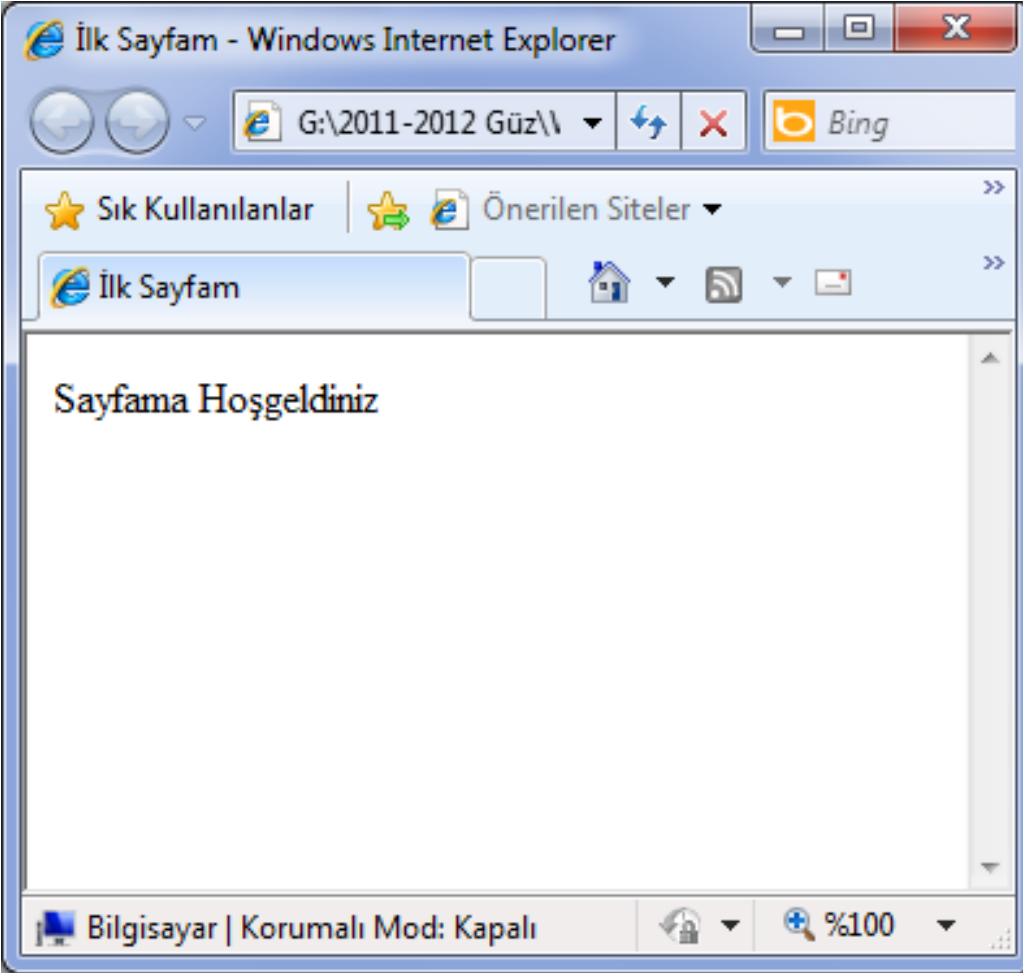 İlk Sayfam - Windows Internet Explorer
G:\2011-2012 Güz\\ Bing
Sık Kullanılanlar Önerilen Siteler
İlk Sayfam
Sayfama Hoşgeldiniz
Bilgisayar | Korumalı Mod: Kapalı %100